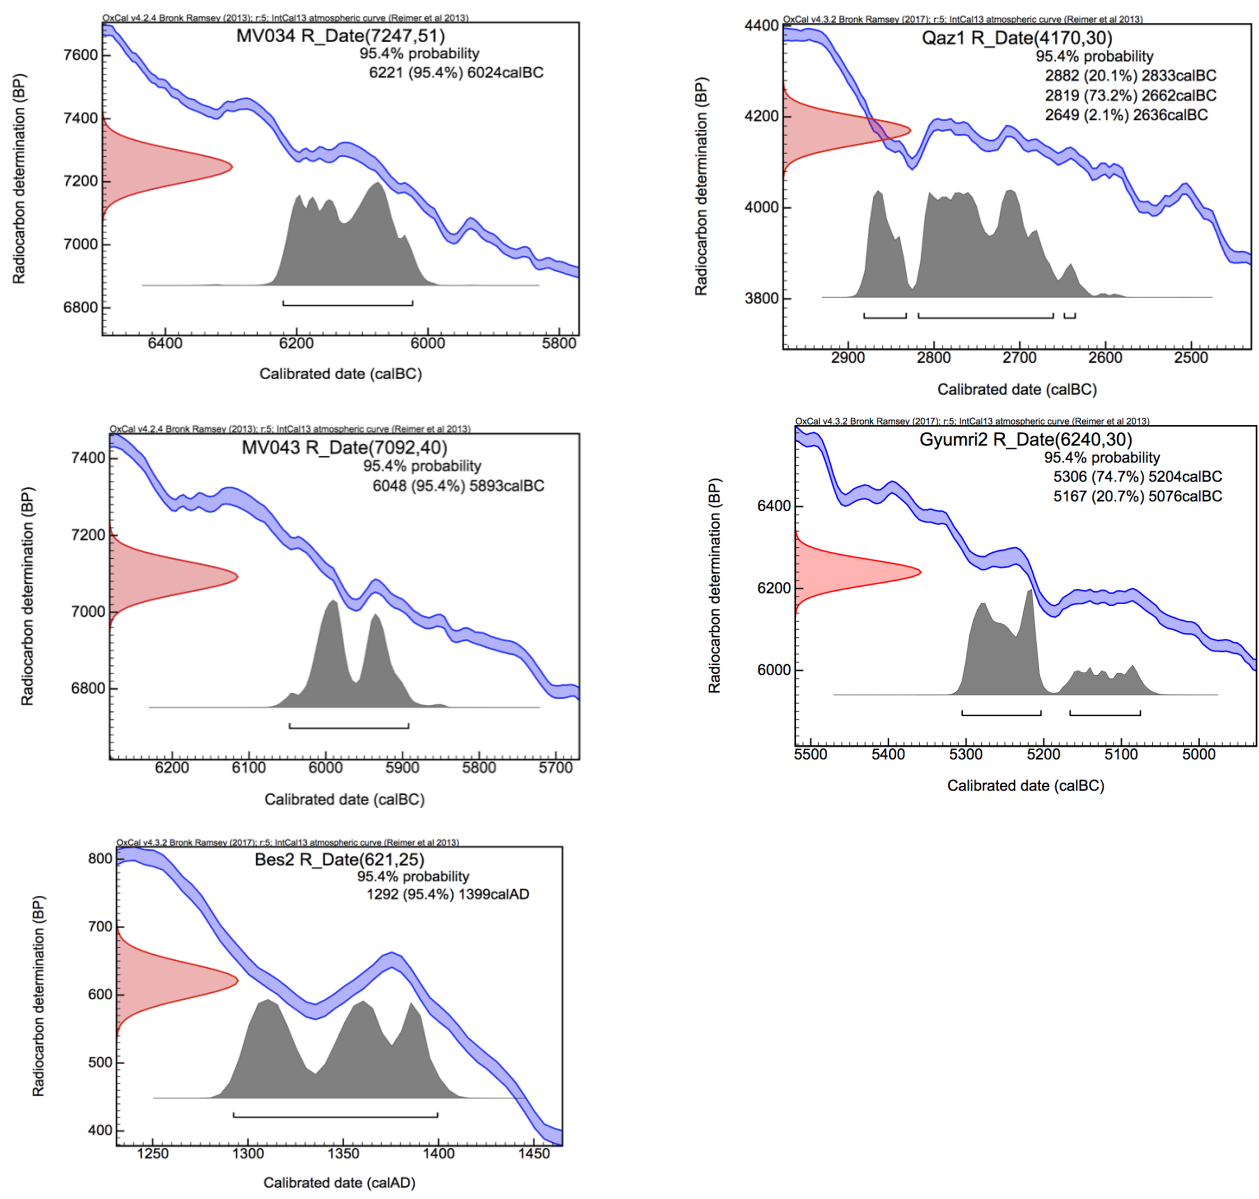 OxCal v4.2.4 Bronk Ramsey (2013); r:5; IntCal13 atmospheric curve (Reimer et al 2013)
MV034 R_Date(7247,51)
95.4% probability
6221 (95.4%) 6024calBC
Radiocarbon determination (BP)
7600
7400
7200
7000
6800
6400
6200
6000
5800
Calibrated date (calBC)
OxCal v4.3.2 Bronk Ramsey (2017); r:5; IntCal13 atmospheric curve (Reimer et al 2013)
Qaz1 R_Date(4170,30)
95.4% probability
2882 (20.1%) 2833calBC
2819 (73.2%) 2662calBC
2649 (2.1%) 2636calBC
Radiocarbon determination (BP)
4400
4200
4000
3800
2900
2800
2700
2600
2500
Calibrated date (calBC)
OxCal v4.2.4 Bronk Ramsey (2013); r:5 IntCal13 atmospheric curve (Reimer et al 2013)
MV043 R_Date(7092,40)
95.4% probability
6048 (95.4%) 5893calBC
Radiocarbon determination (BP)
7400
7200
7000
6800
6200
6100
6000
5900
5800
5700
Calibrated date (calBC)
OxCal v4.3.2 Bronk Ramsey (2017); r:5 IntCal13 atmospheric curve (Reimer et al 2013)
Gyumri2 R_Date(6240,30)
95.4% probability
5306 (74.7%) 5204calBC
5167 (20.7%) 5076calBC
Radiocarbon determination (BP)
6400
6200
6000
5500
5400
5300
5200
5100
5000
Calibrated date (calBC)
OxCal v4.3.2 Bronk Ramsey (2017); r:5 IntCal13 atmospheric curve (Reimer et al 2013)
Bes2 R_Date(621,25)
95.4% probability
1292 (95.4%) 1399calAD
Radiocarbon determination (BP)
800
700
600
500
400
1250
1300
1350
1400
1450
Calibrated date (calAD)